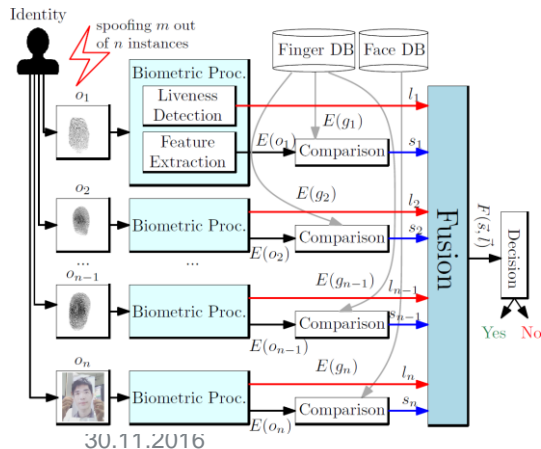 Identity
spoofing m out
of n instances
Finger DB
Face DB
Biometric Proc.
o₁
Liveness
Detection
l₁
E(g₁)
Feature
Extraction
E(o₁)
Comparison
s₁
o₂
E(g₂)
l₂
Biometric Proc.
Comparison
s₂
E(o₂)
...
...
Fusion
F(s⃗, l⃗)
Decision
Yes
No
oₙ₋₁
E(gₙ₋₁)
lₙ₋₁
Biometric Proc.
Comparison
sₙ₋₁
E(oₙ₋₁)
oₙ
E(gₙ)
lₙ
Biometric Proc.
Comparison
sₙ
E(oₙ)
30.11.2016